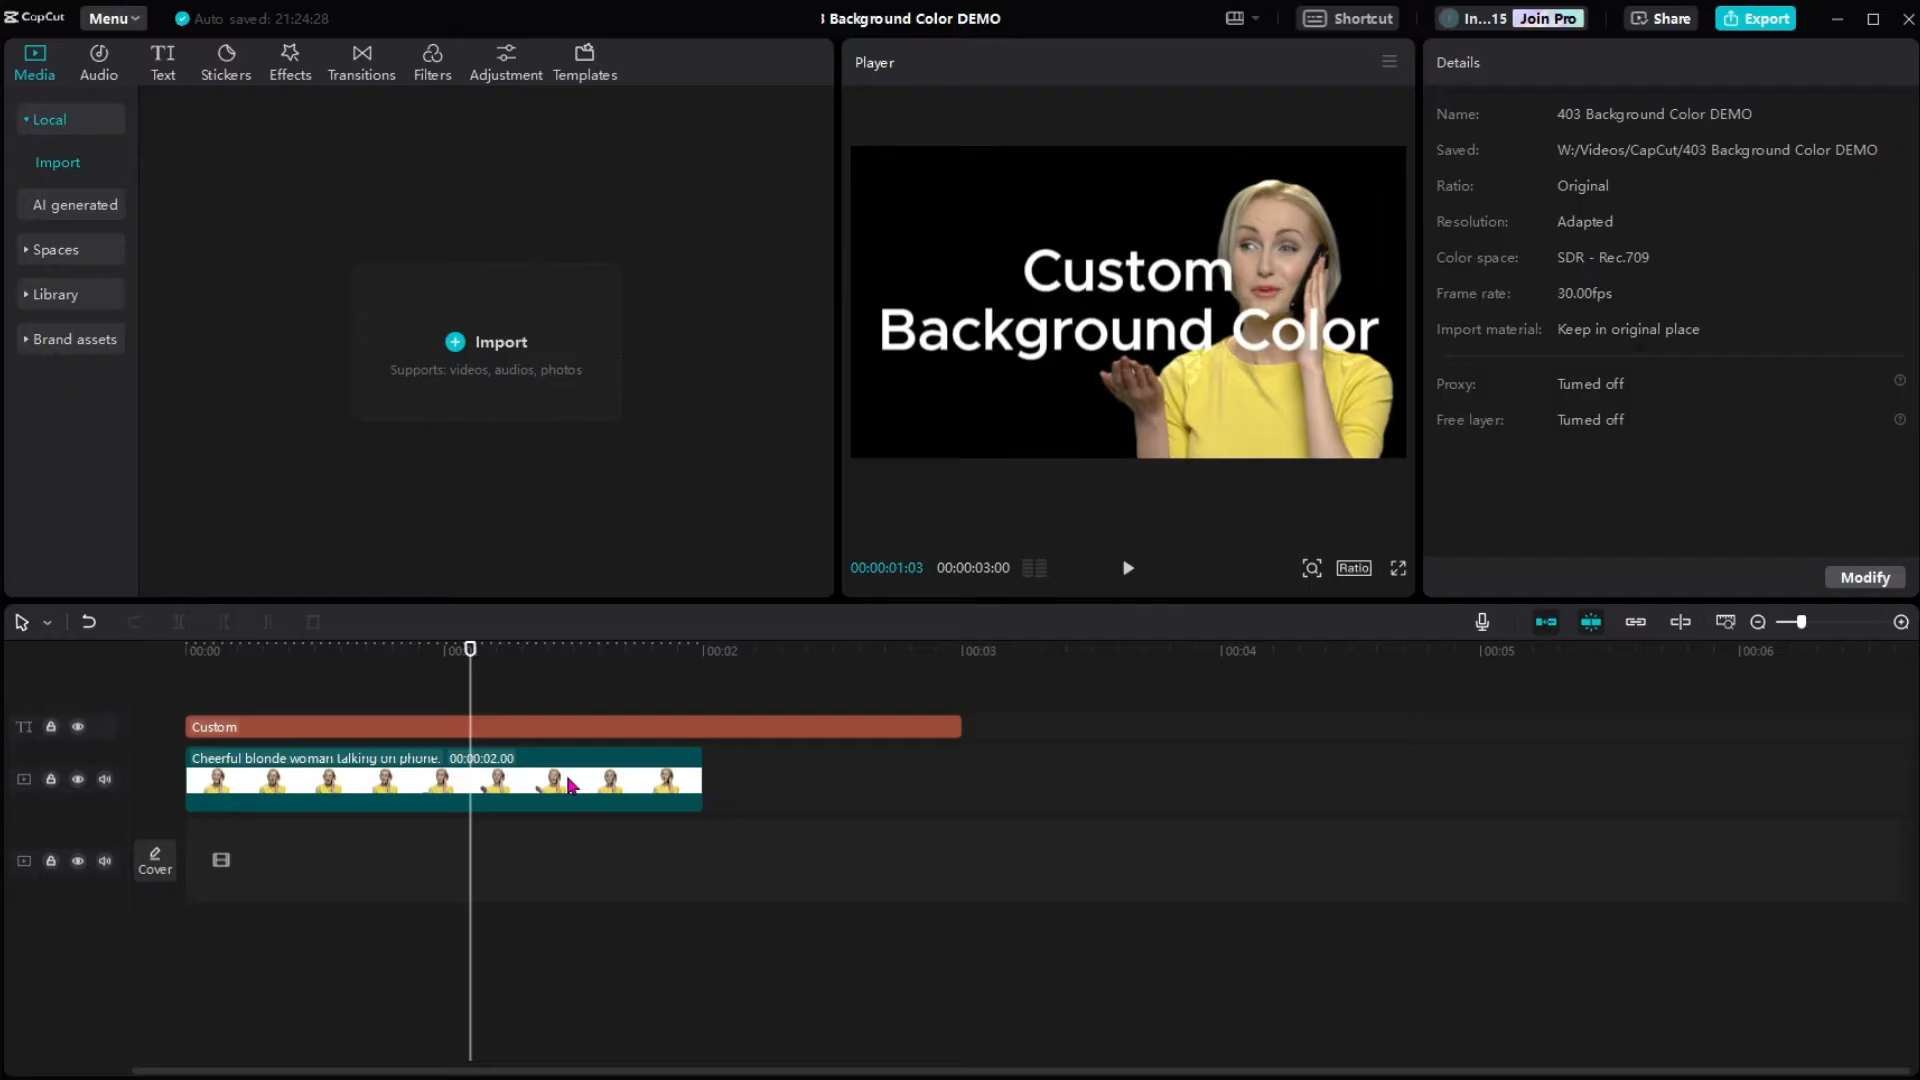 CapCut
Menu
Auto saved: 21:24:28
Background Color DEMO
Shortcut
In...15
Join Pro
Share
Export
Media
Audio
Text
Stickers
Effects
Transitions
Filters
Adjustment
Templates
Local
Import
AI generated
Spaces
Library
Brand assets
Import
Supports: videos, audios, photos
Player
Custom
Background Color
00:00:01:03 00:00:03:00
Ratio
Details
Name: 403 Background Color DEMO
Saved: W:/Videos/CapCut/403 Background Color DEMO
Ratio: Original
Resolution: Adapted
Color space: SDR - Rec.709
Frame rate: 30.00fps
Import material: Keep in original place
Proxy: Turned off
Free layer: Turned off
Modify
00:00
00:02
00:03
00:04
00:05
00:06
TI
Custom
Cheerful blonde woman talking on phone. 00:00:02.00
Cover